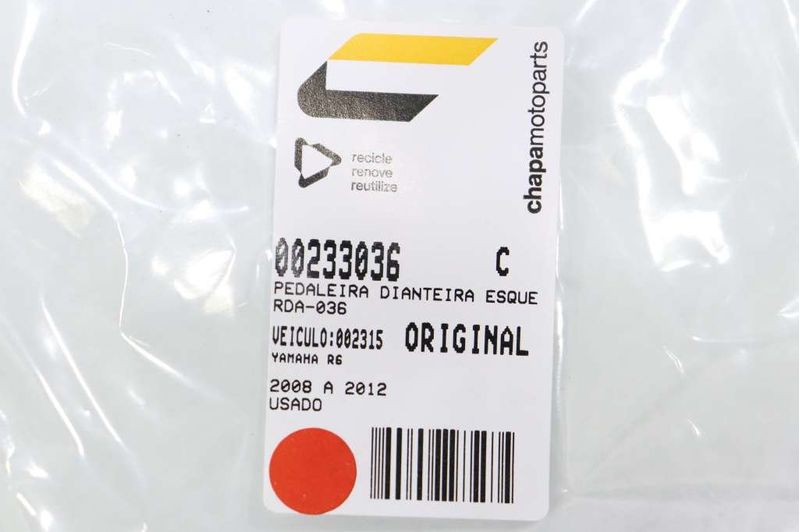 chapamotoparts
recicle
renove
reutilize
00233036 C
PEDALEIRA DIANTEIRA ESQUE
RDA-036
VEICULO:002315 ORIGINAL
YAMAHA R6
2008 A 2012
USADO